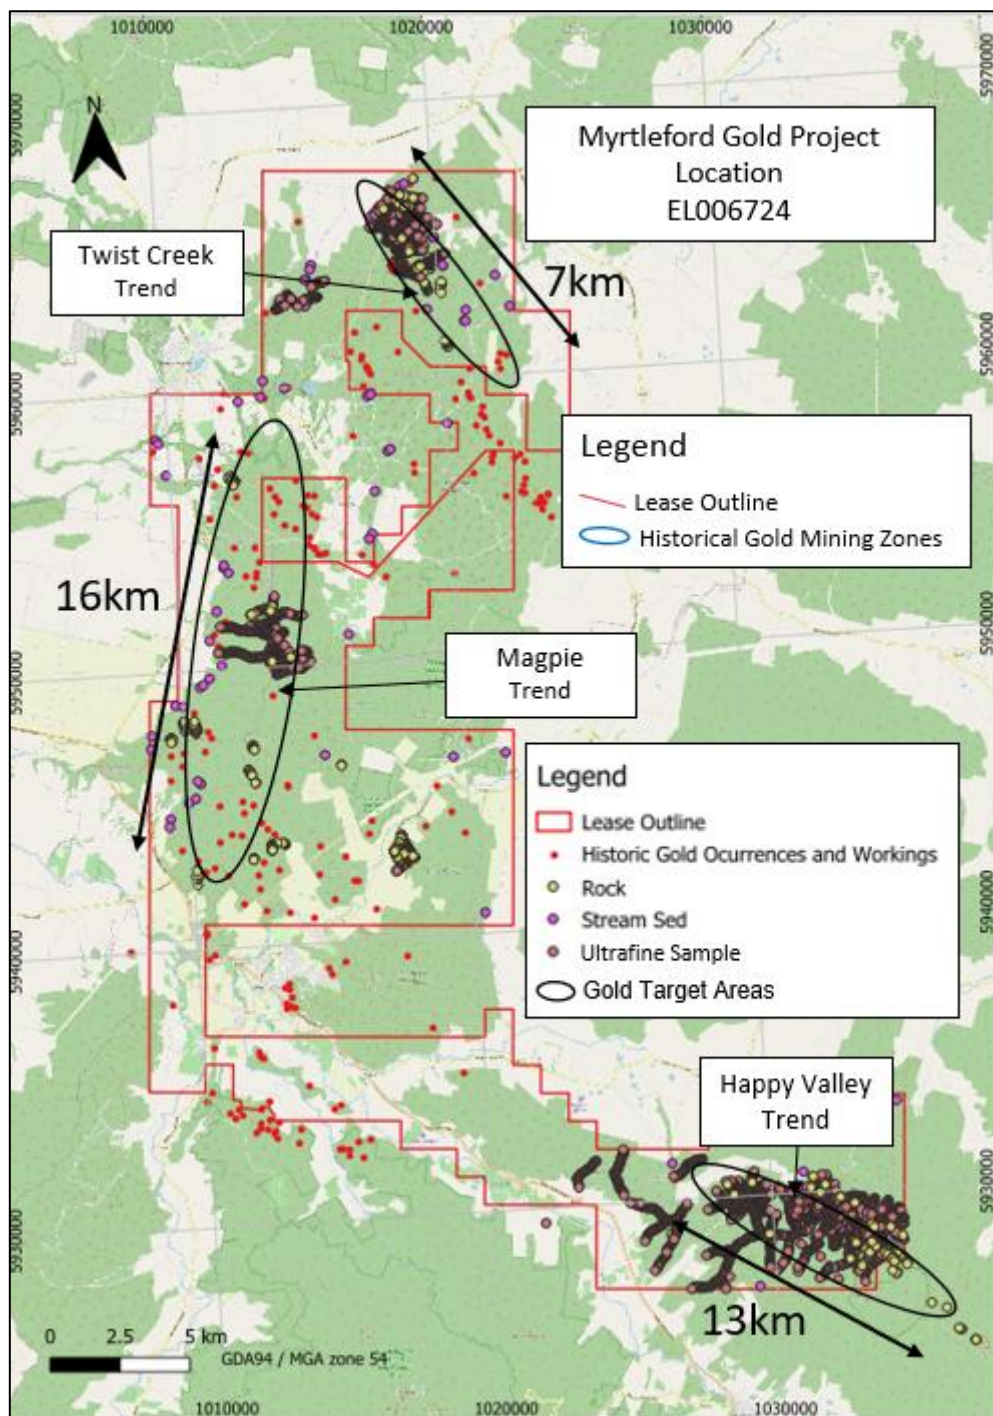 1010000
1020000
1030000
5970000
5970000
N
Myrtleford Gold Project
Location
EL006724
Twist Creek
Trend
7km
5960000
5960000
Legend
Lease Outline
Historical Gold Mining Zones
16km
Magpie
Trend
5950000
5950000
Legend
Lease Outline
Historic Gold Ocurrences and Workings
Rock
Stream Sed
Ultrafine Sample
Gold Target Areas
5940000
5940000
Happy Valley
Trend
5930000
5930000
13km
0 2.5 5 km
GDA94 / MGA zone 54
1010000
1020000
1030000